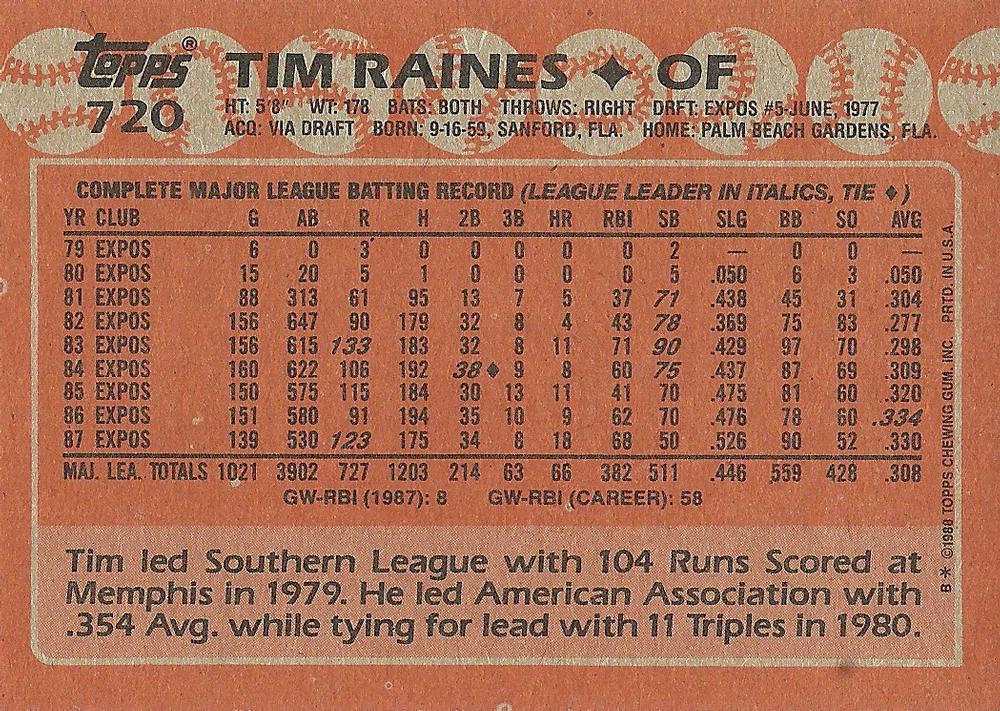 topps® TIM RAINES ♦ OF
720 HT: 5'8" WT: 178 BATS: BOTH THROWS: RIGHT DRFT: EXPOS #5-JUNE, 1977
ACQ: VIA DRAFT BORN: 9-16-59, SANFORD, FLA. HOME: PALM BEACH GARDENS, FLA.
COMPLETE MAJOR LEAGUE BATTING RECORD (LEAGUE LEADER IN ITALICS, TIE ♦)
YR CLUB G AB R H 2B 3B HR RBI SB SLG BB SO AVG
79 EXPOS 6 0 3 0 0 0 0 0 2 — 0 0 —
80 EXPOS 15 20 5 1 0 0 0 0 5 .050 6 3 .050
81 EXPOS 88 313 61 95 13 7 5 37 71 .438 45 31 .304
82 EXPOS 156 647 90 179 32 8 4 43 78 .369 75 83 .277
83 EXPOS 156 615 133 183 32 8 11 71 90 .429 97 70 .298
84 EXPOS 160 622 106 192 38♦ 9 8 60 75 .437 87 69 .309
85 EXPOS 150 575 115 184 30 13 11 41 70 .475 81 60 .320
86 EXPOS 151 580 91 194 35 10 9 62 70 .476 78 60 .334
87 EXPOS 139 530 123 175 34 8 18 68 50 .526 90 52 .330
MAJ. LEA. TOTALS 1021 3902 727 1203 214 63 66 382 511 .446 559 428 .308
GW-RBI (1987): 8 GW-RBI (CAREER): 58
Tim led Southern League with 104 Runs Scored at
Memphis in 1979. He led American Association with
.354 Avg. while tying for lead with 11 Triples in 1980.
B* ©1988 TOPPS CHEWING GUM, INC. PRTD. IN U.S.A.